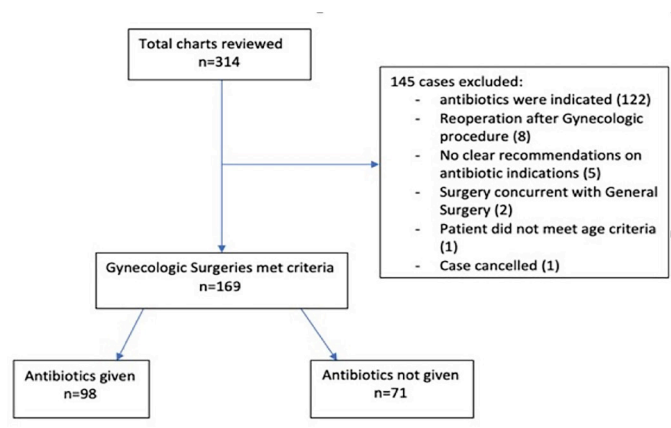 Total charts reviewed
n=314
145 cases excluded:
- antibiotics were indicated (122)
- Reoperation after Gynecologic
procedure (8)
- No clear recommendations on
antibiotic indications (5)
- Surgery concurrent with General
Surgery (2)
- Patient did not meet age criteria
(1)
- Case cancelled (1)
Gynecologic Surgeries met criteria
n=169
Antibiotics given
n=98
Antibiotics not given
n=71